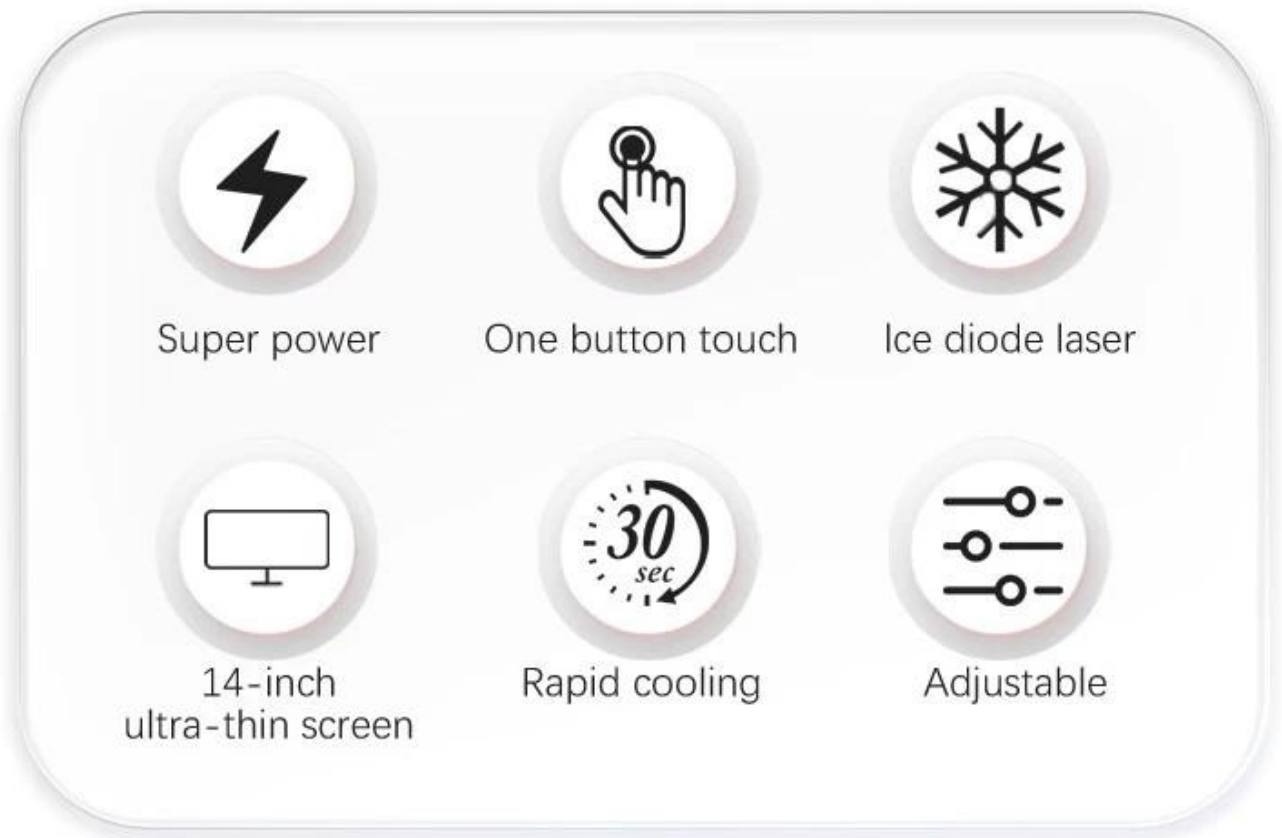 Super power
One button touch
Ice diode laser
14-inch
ultra-thin screen
30
sec
Rapid cooling
Adjustable